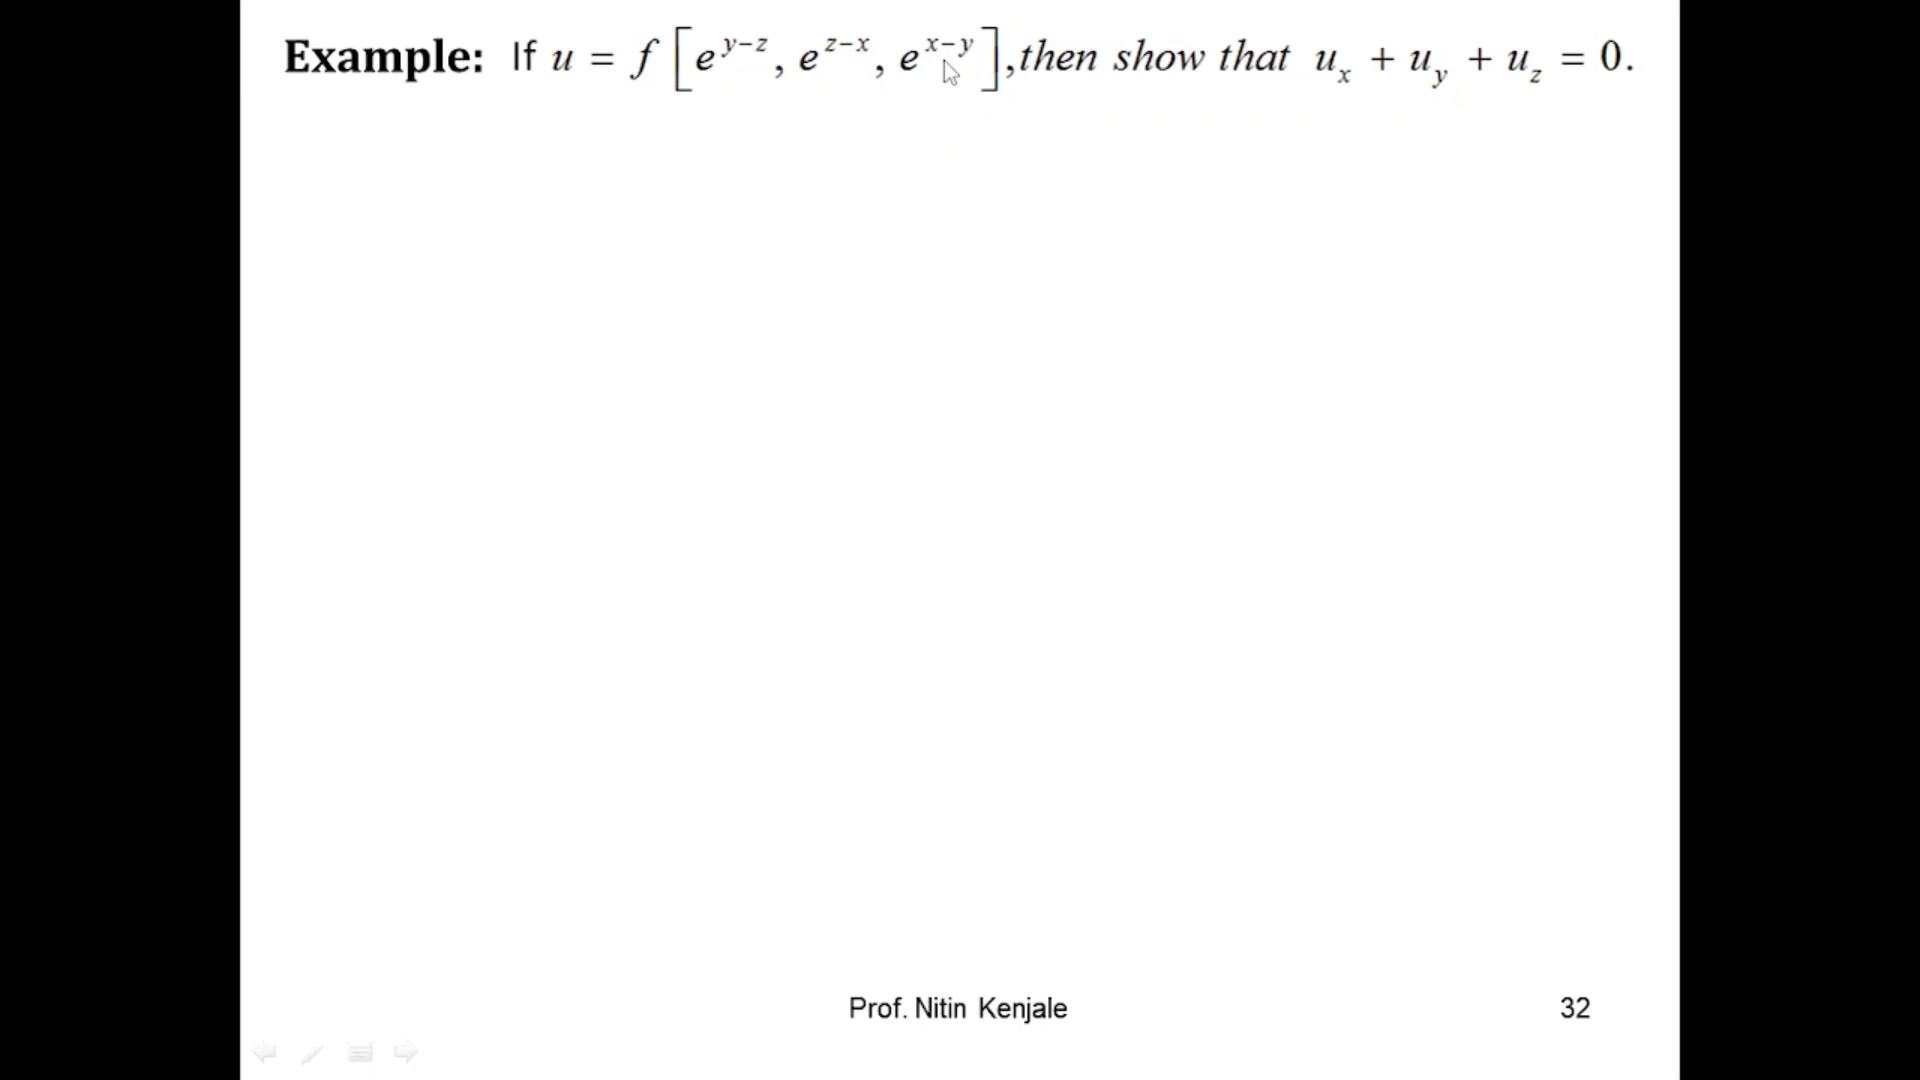 Example: If u = f [e^{y-z}, e^{z-x}, e^{x-y}], then show that u_x + u_y + u_z = 0.
Prof. Nitin Kenjale
32